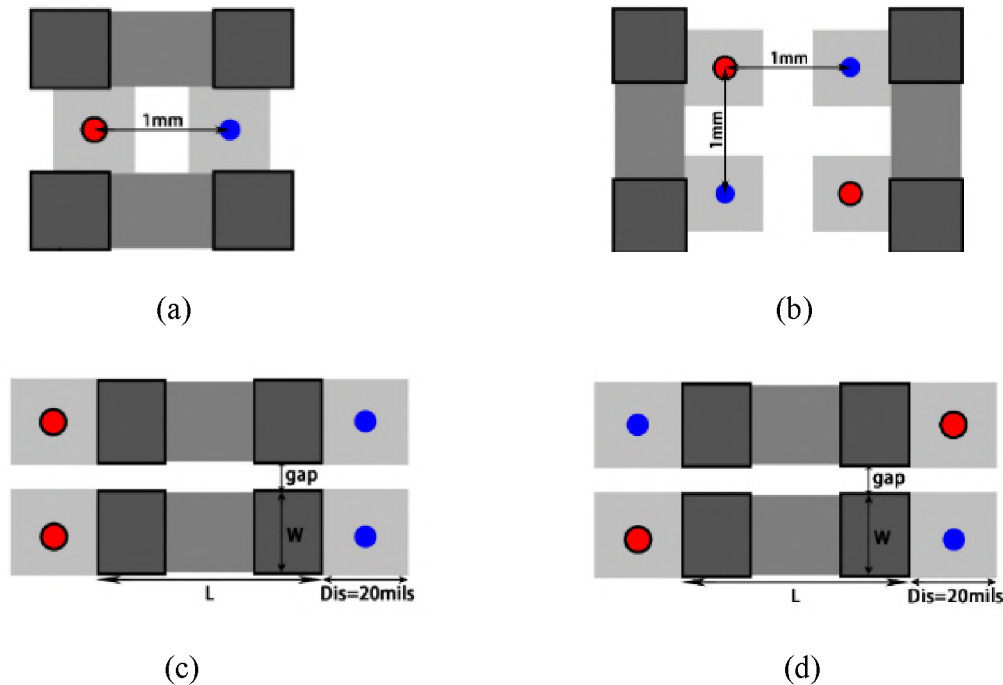 1mm
1mm
1mm
(a)
(b)
gap
W
L
Dis=20mils
gap
W
L
Dis=20mils
(c)
(d)